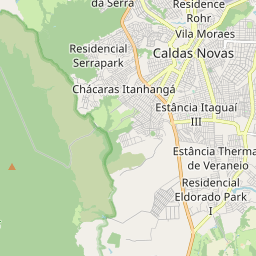 da Serra
Residence
Rohr
Vila Moraes
Residencial
Serrapark
Caldas Novas
Chácaras Itanhangá
Estância Itaguaí
III
Estância Therma
de Veraneio
Residencial
Eldorado Park
I